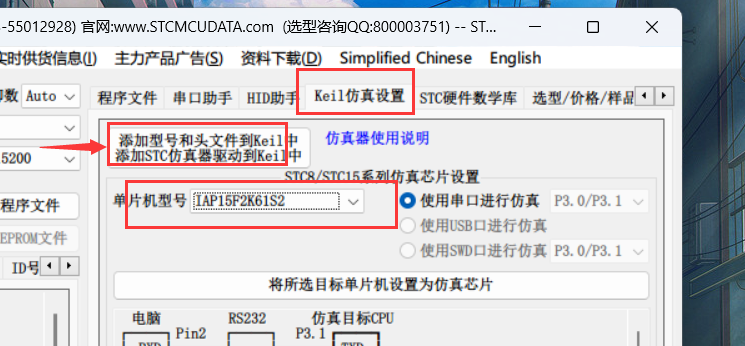 -55012928) 官网:www.STCMCUDATA.com (选型咨询QQ:800003751) -- ST...
实时供货信息(I) 主力产品广告(S) 资料下载(D) Simplified Chinese English
脚数 Auto
程序文件 串口助手 HID助手 Keil仿真设置 STC硬件数学库 选型/价格/样品
5200
添加型号和头文件到Keil中
添加STC仿真器驱动到Keil中
仿真器使用说明
STC8/STC15系列仿真芯片设置
单片机型号 IAP15F2K61S2
使用串口进行仿真 P3.0/P3.1
使用USB口进行仿真
使用SWD口进行仿真 P3.0/P3.1
程序文件
EEPROM文件
ID号
将所选目标单片机设置为仿真芯片
电脑 RS232 仿真目标CPU
Pin2 P3.1
RXD TXD